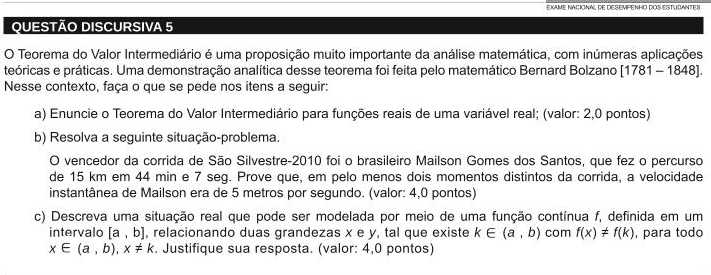 EXAME NACIONAL DE DESEMPENHO DOS ESTUDANTES
QUESTÃO DISCURSIVA 5
O Teorema do Valor Intermediário é uma proposição muito importante da análise matemática, com inúmeras aplicações
teóricas e práticas. Uma demonstração analítica desse teorema foi feita pelo matemático Bernard Bolzano [1781 – 1848].
Nesse contexto, faça o que se pede nos itens a seguir:
a) Enuncie o Teorema do Valor Intermediário para funções reais de uma variável real; (valor: 2,0 pontos)
b) Resolva a seguinte situação-problema.
O vencedor da corrida de São Silvestre-2010 foi o brasileiro Mailson Gomes dos Santos, que fez o percurso
de 15 km em 44 min e 7 seg. Prove que, em pelo menos dois momentos distintos da corrida, a velocidade
instantânea de Mailson era de 5 metros por segundo. (valor: 4,0 pontos)
c) Descreva uma situação real que pode ser modelada por meio de uma função contínua f, definida em um
intervalo [a , b], relacionando duas grandezas x e y, tal que existe k ∈ (a , b) com f(x) ≠ f(k), para todo
x ∈ (a , b), x ≠ k. Justifique sua resposta. (valor: 4,0 pontos)